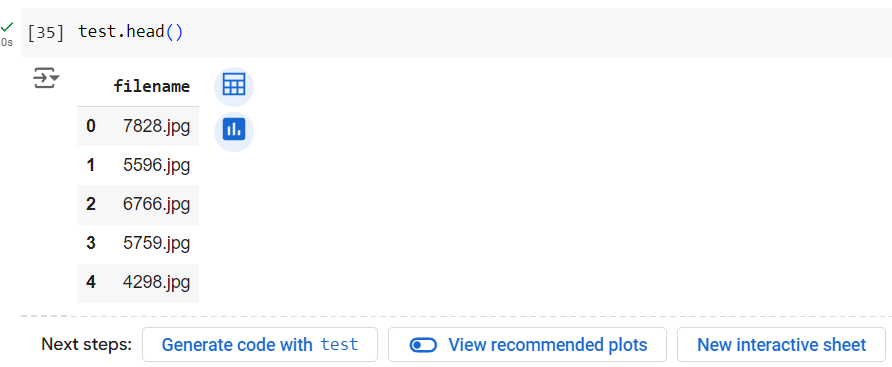 [35] test.head()
0s
filename
0 7828.jpg
1 5596.jpg
2 6766.jpg
3 5759.jpg
4 4298.jpg
Next steps: Generate code with test View recommended plots New interactive sheet